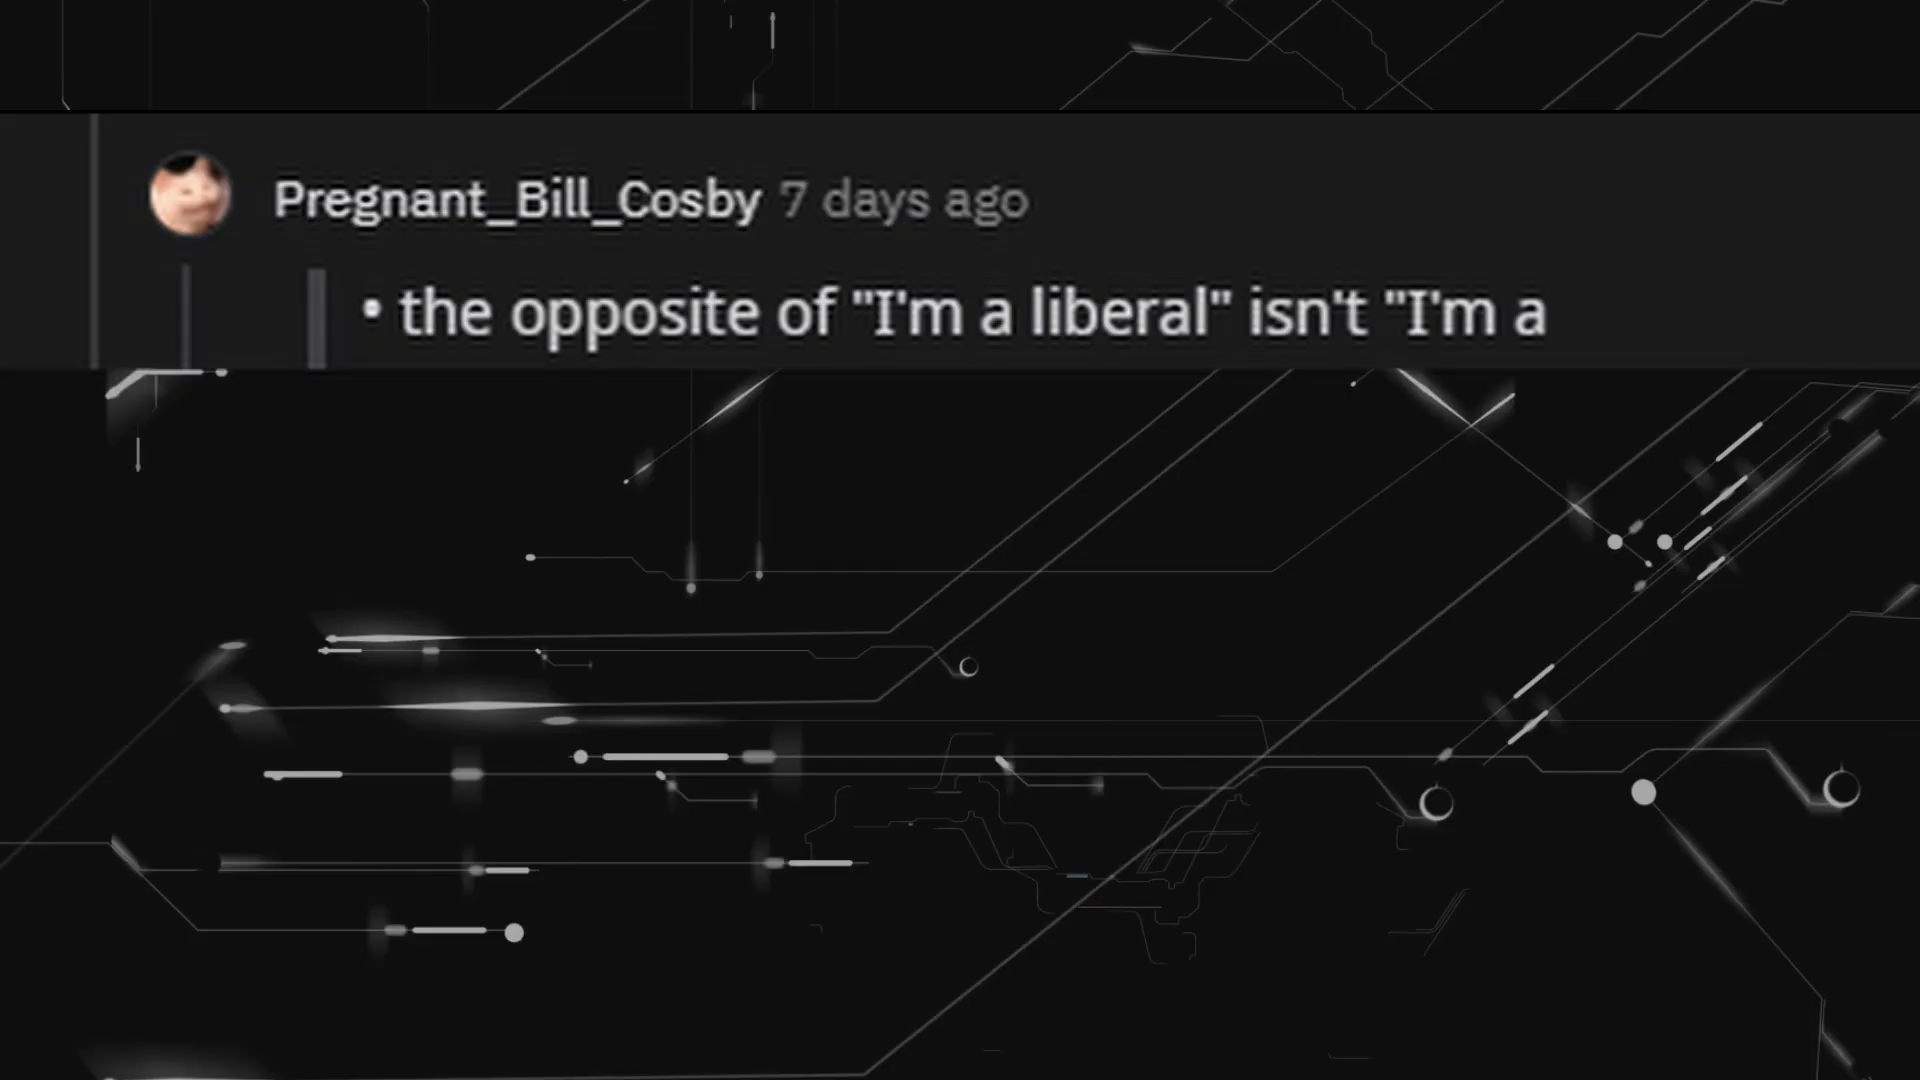 Pregnant_Bill_Cosby 7 days ago
• the opposite of "I'm a liberal" isn't "I'm a